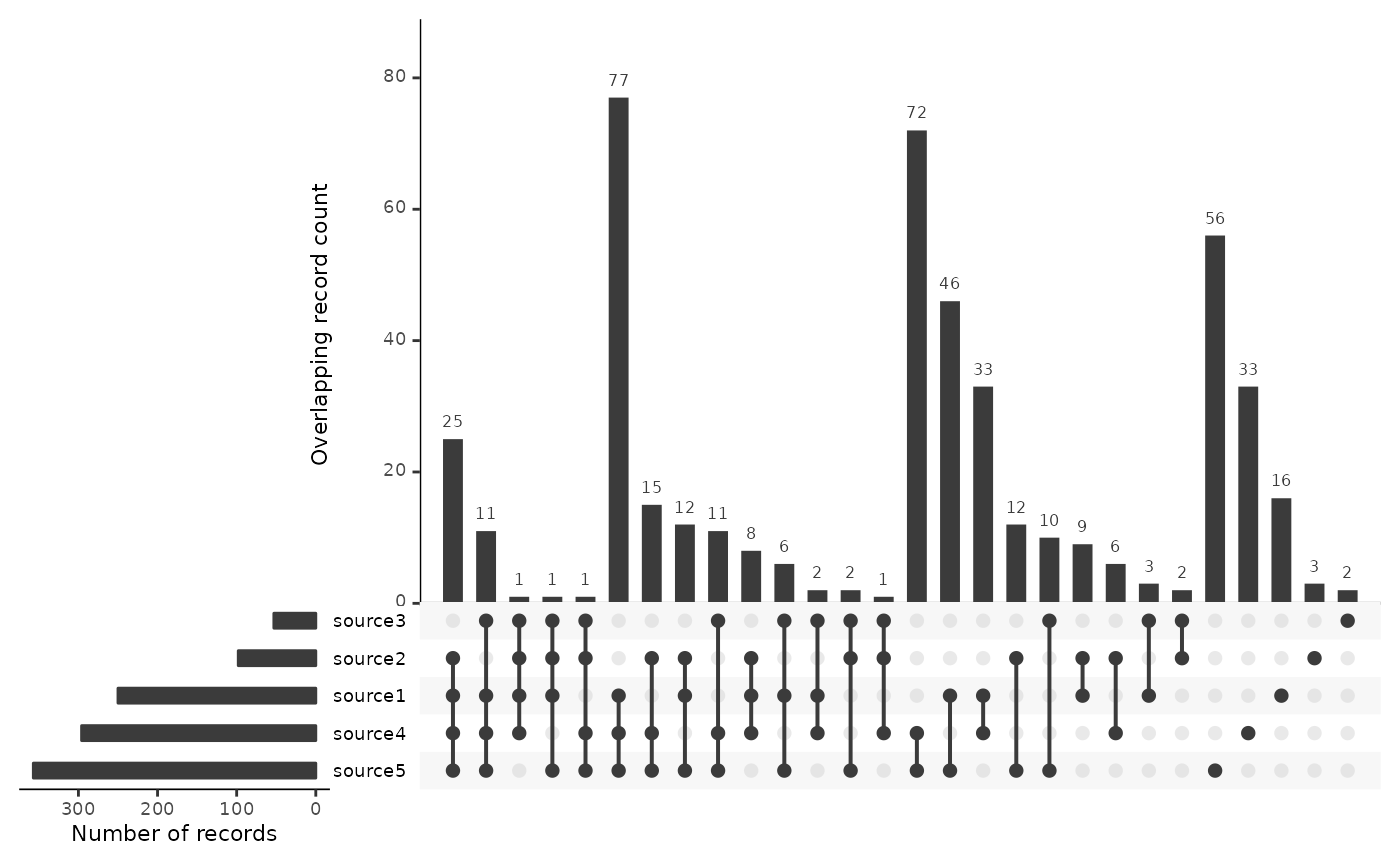 Overlapping record count
80
60
40
20
0
25 11 1 1 1 77 15 12 11 8 6 2 2 1 72 46 33 12 10 9 6 3 2 56 33 16 3 2
source3
source2
source1
source4
source5
300 200 100 0
Number of records